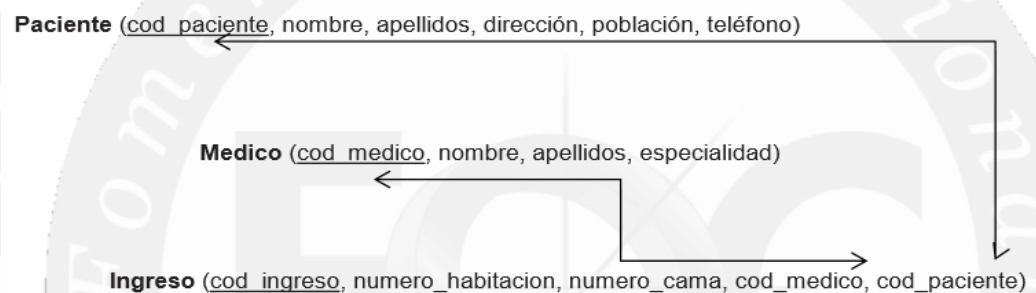 Paciente (cod_paciente, nombre, apellidos, dirección, población, teléfono)
Medico (cod_medico, nombre, apellidos, especialidad)
Ingreso (cod_ingreso, numero_habitacion, numero_cama, cod_medico, cod_paciente)